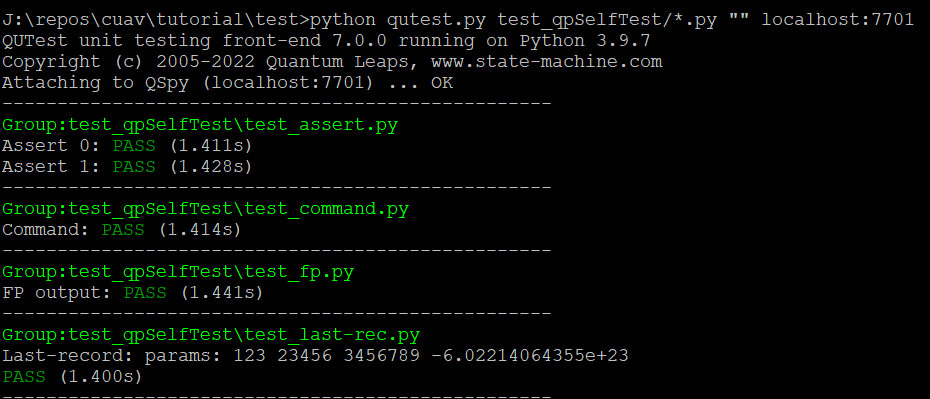 J:\repos\cuav\tutorial\test>python qutest.py test_qpSelfTest/*.py "" localhost:7701
QUTest unit testing front-end 7.0.0 running on Python 3.9.7
Copyright (c) 2005-2022 Quantum Leaps, www.state-machine.com
Attaching to QSpy (localhost:7701) ... OK
--------------------------------------------------
Group:test_qpSelfTest\test_assert.py
Assert 0: PASS (1.411s)
Assert 1: PASS (1.428s)
--------------------------------------------------
Group:test_qpSelfTest\test_command.py
Command: PASS (1.414s)
--------------------------------------------------
Group:test_qpSelfTest\test_fp.py
FP output: PASS (1.441s)
--------------------------------------------------
Group:test_qpSelfTest\test_last-rec.py
Last-record: params: 123 23456 3456789 -6.02214064355e+23
PASS (1.400s)
--------------------------------------------------